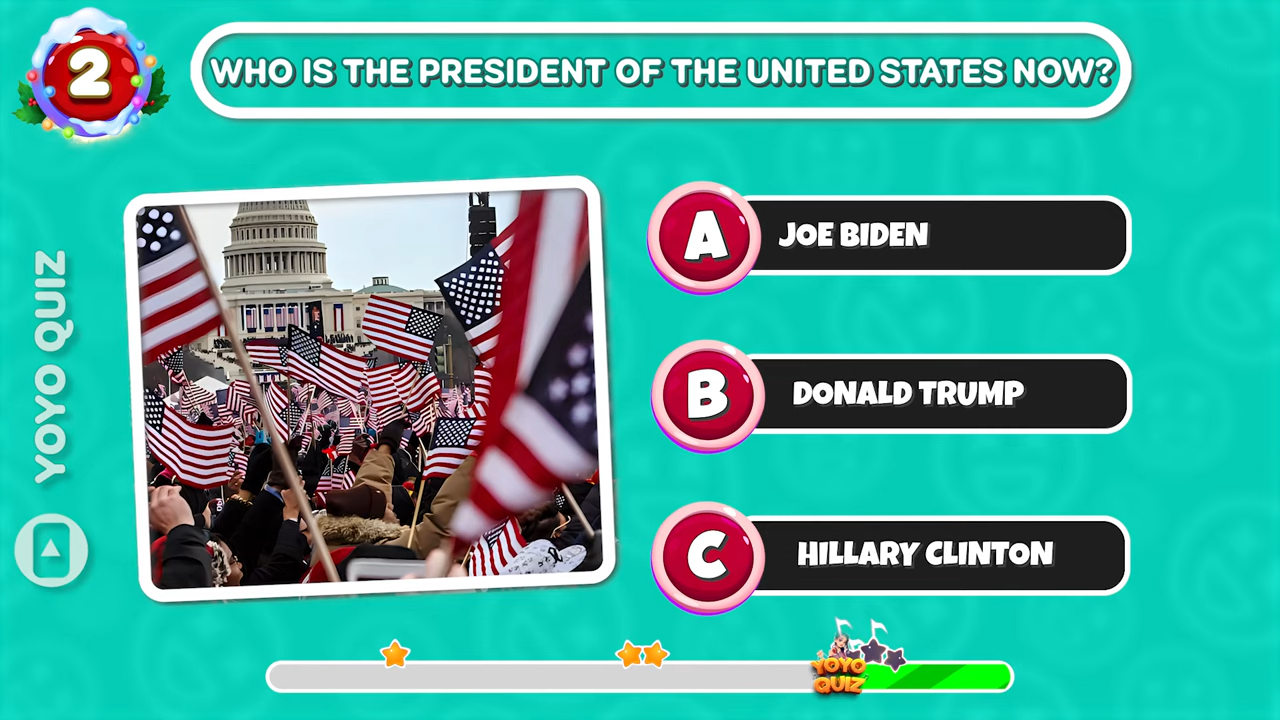 2
WHO IS THE PRESIDENT OF THE UNITED STATES NOW?
YOYO QUIZ
A
JOE BIDEN
B
DONALD TRUMP
C
HILLARY CLINTON
YOYO
QUIZ